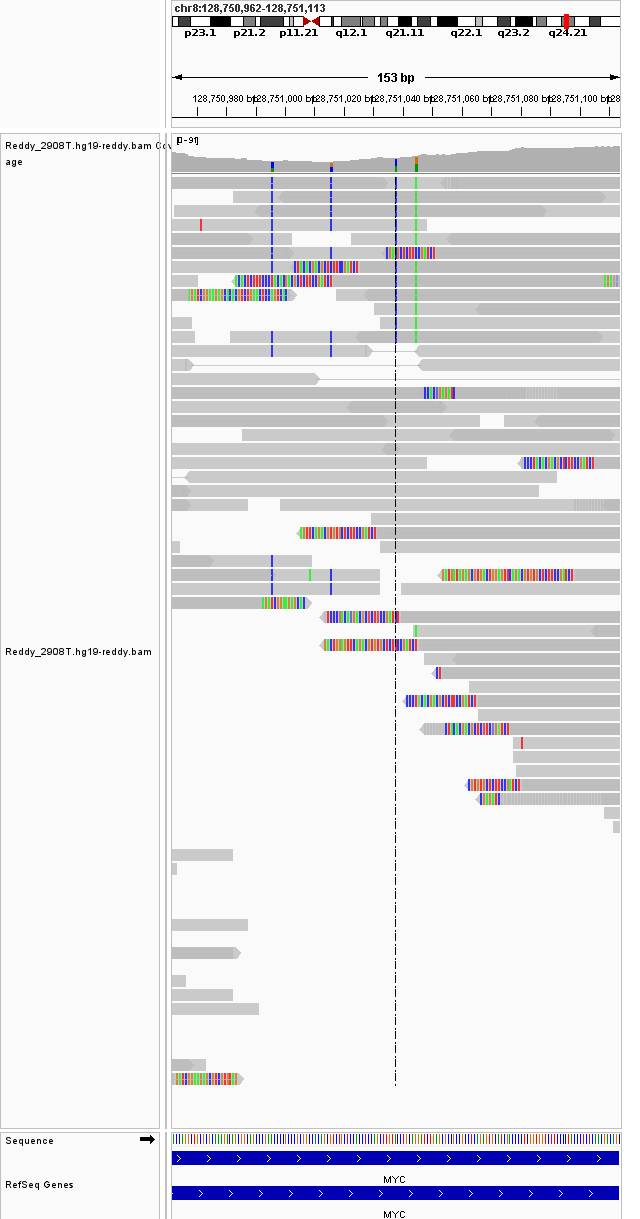 chr8:128,750,962-128,751,113
p23.1 p21.2 p11.21 q12.1 q21.11 q22.1 q23.2 q24.21
153 bp
128,750,980 bp 128,751,000 bp 128,751,020 bp 128,751,040 bp 128,751,060 bp 128,751,080 bp 128,751,100 bp 128
Reddy_2908T.hg19-reddy.bam Cov
age
[0-91]
Reddy_2908T.hg19-reddy.bam
Sequence
MYC
RefSeq Genes
MYC